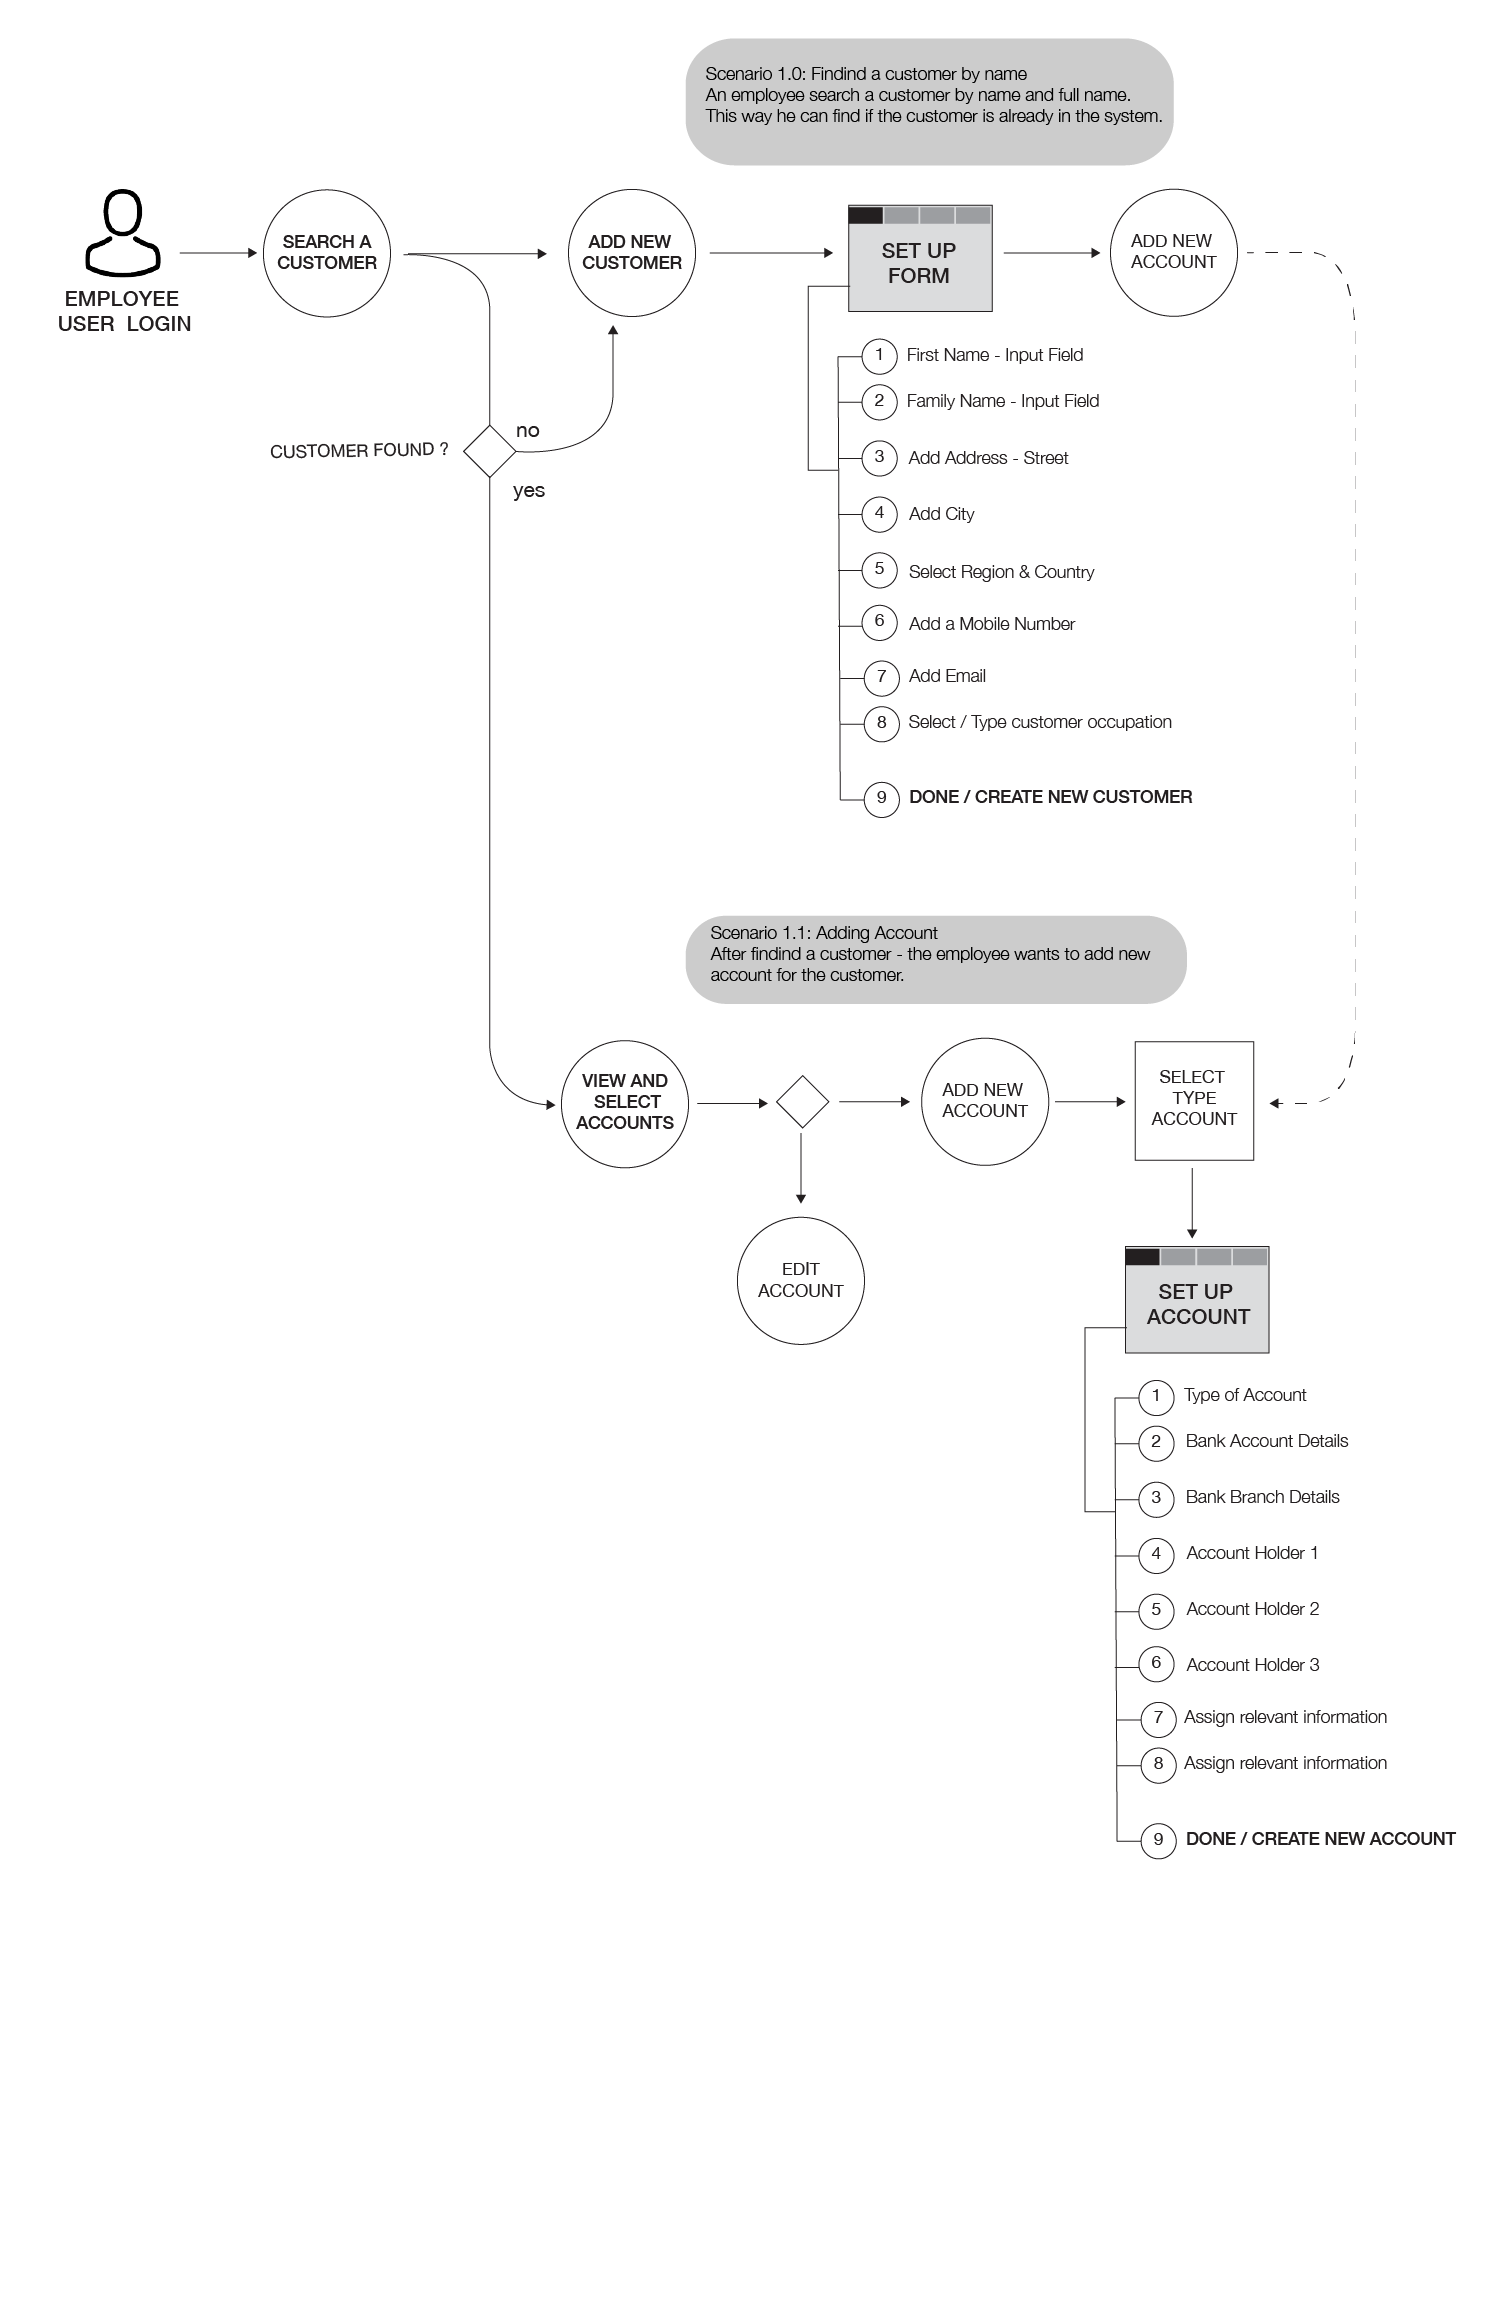 Scenario 1.0: Findind a customer by name
An employee search a customer by name and full name.
This way he can find if the customer is already in the system.
EMPLOYEE
USER LOGIN
SEARCH A
CUSTOMER
ADD NEW
CUSTOMER
SET UP
FORM
ADD NEW
ACCOUNT
CUSTOMER FOUND ?
no
yes
1 First Name - Input Field
2 Family Name - Input Field
3 Add Address - Street
4 Add City
5 Select Region & Country
6 Add a Mobile Number
7 Add Email
8 Select / Type customer occupation
9 DONE / CREATE NEW CUSTOMER
Scenario 1.1: Adding Account
After findind a customer - the employee wants to add new
account for the customer.
VIEW AND
SELECT
ACCOUNTS
ADD NEW
ACCOUNT
SELECT
TYPE
ACCOUNT
EDIT
ACCOUNT
SET UP
ACCOUNT
1 Type of Account
2 Bank Account Details
3 Bank Branch Details
4 Account Holder 1
5 Account Holder 2
6 Account Holder 3
7 Assign relevant information
8 Assign relevant information
9 DONE / CREATE NEW ACCOUNT